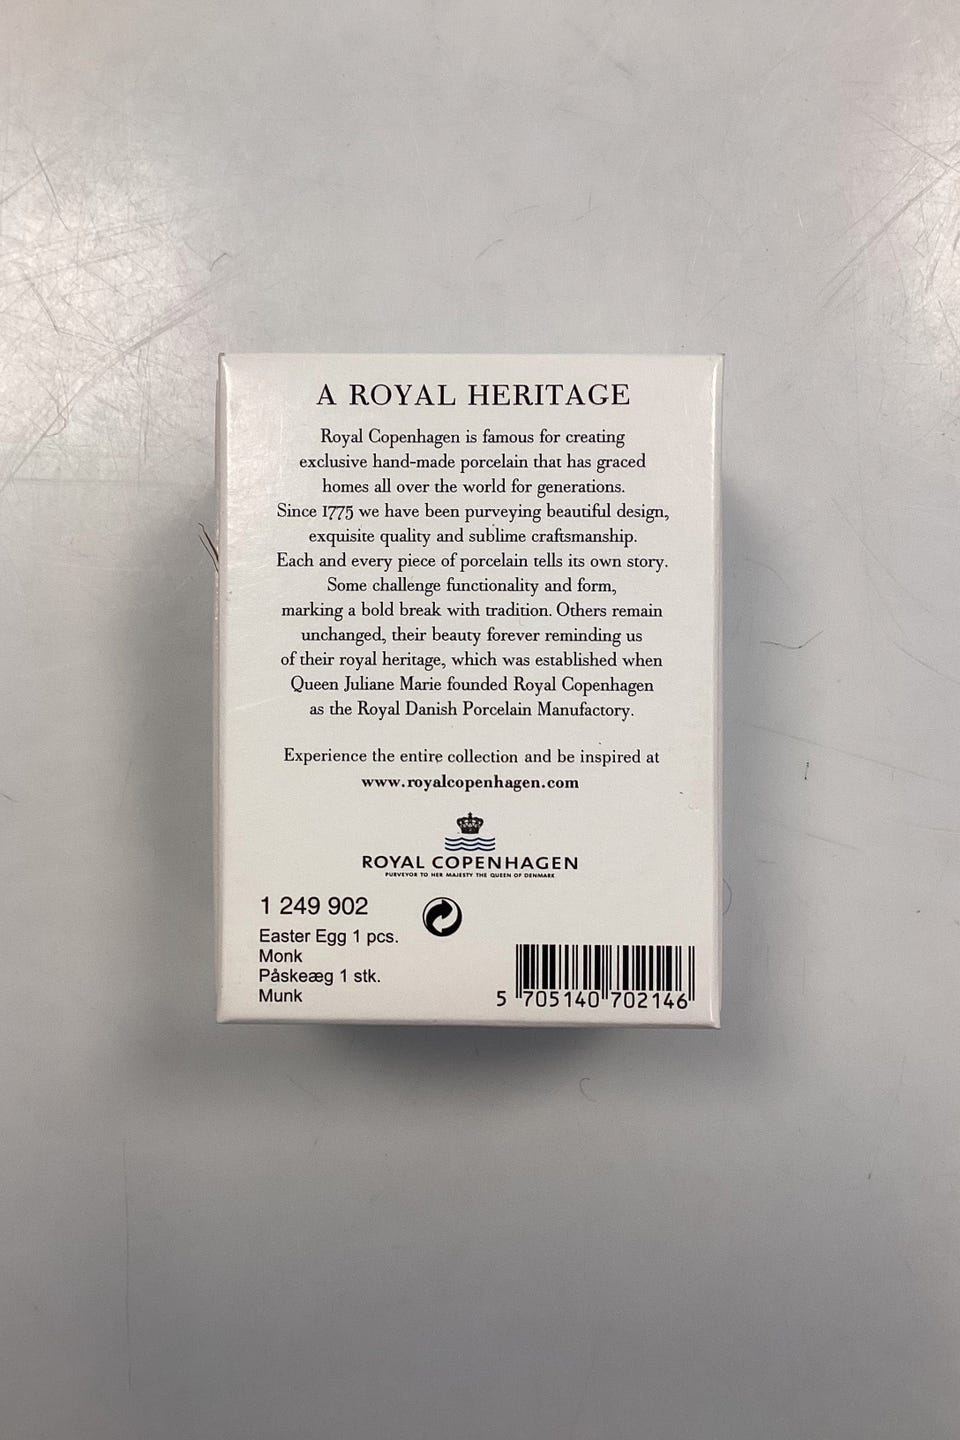 A ROYAL HERITAGE
Royal Copenhagen is famous for creating
exclusive hand-made porcelain that has graced
homes all over the world for generations.
Since 1775 we have been purveying beautiful design,
exquisite quality and sublime craftsmanship.
Each and every piece of porcelain tells its own story.
Some challenge functionality and form,
marking a bold break with tradition. Others remain
unchanged, their beauty forever reminding us
of their royal heritage, which was established when
Queen Juliane Marie founded Royal Copenhagen
as the Royal Danish Porcelain Manufactory.
Experience the entire collection and be inspired at
www.royalcopenhagen.com
ROYAL COPENHAGEN
PURVEYOR TO HER MAJESTY THE QUEEN OF DENMARK
1 249 902
Easter Egg 1 pcs.
Monk
Påskeæg 1 stk.
Munk
5 705140 702146